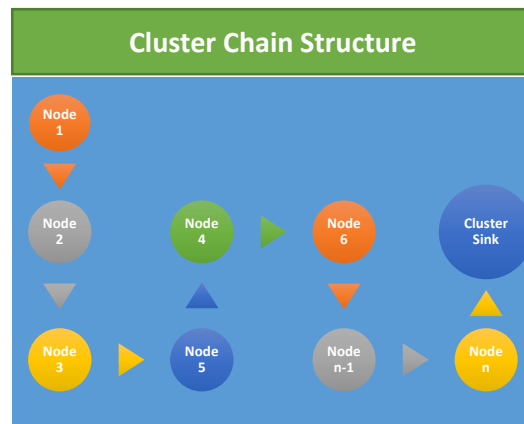 Cluster Chain Structure
Node
1
Node
2
Node
3
Node
5
Node
4
Node
6
Node
n-1
Node
n
Cluster
Sink